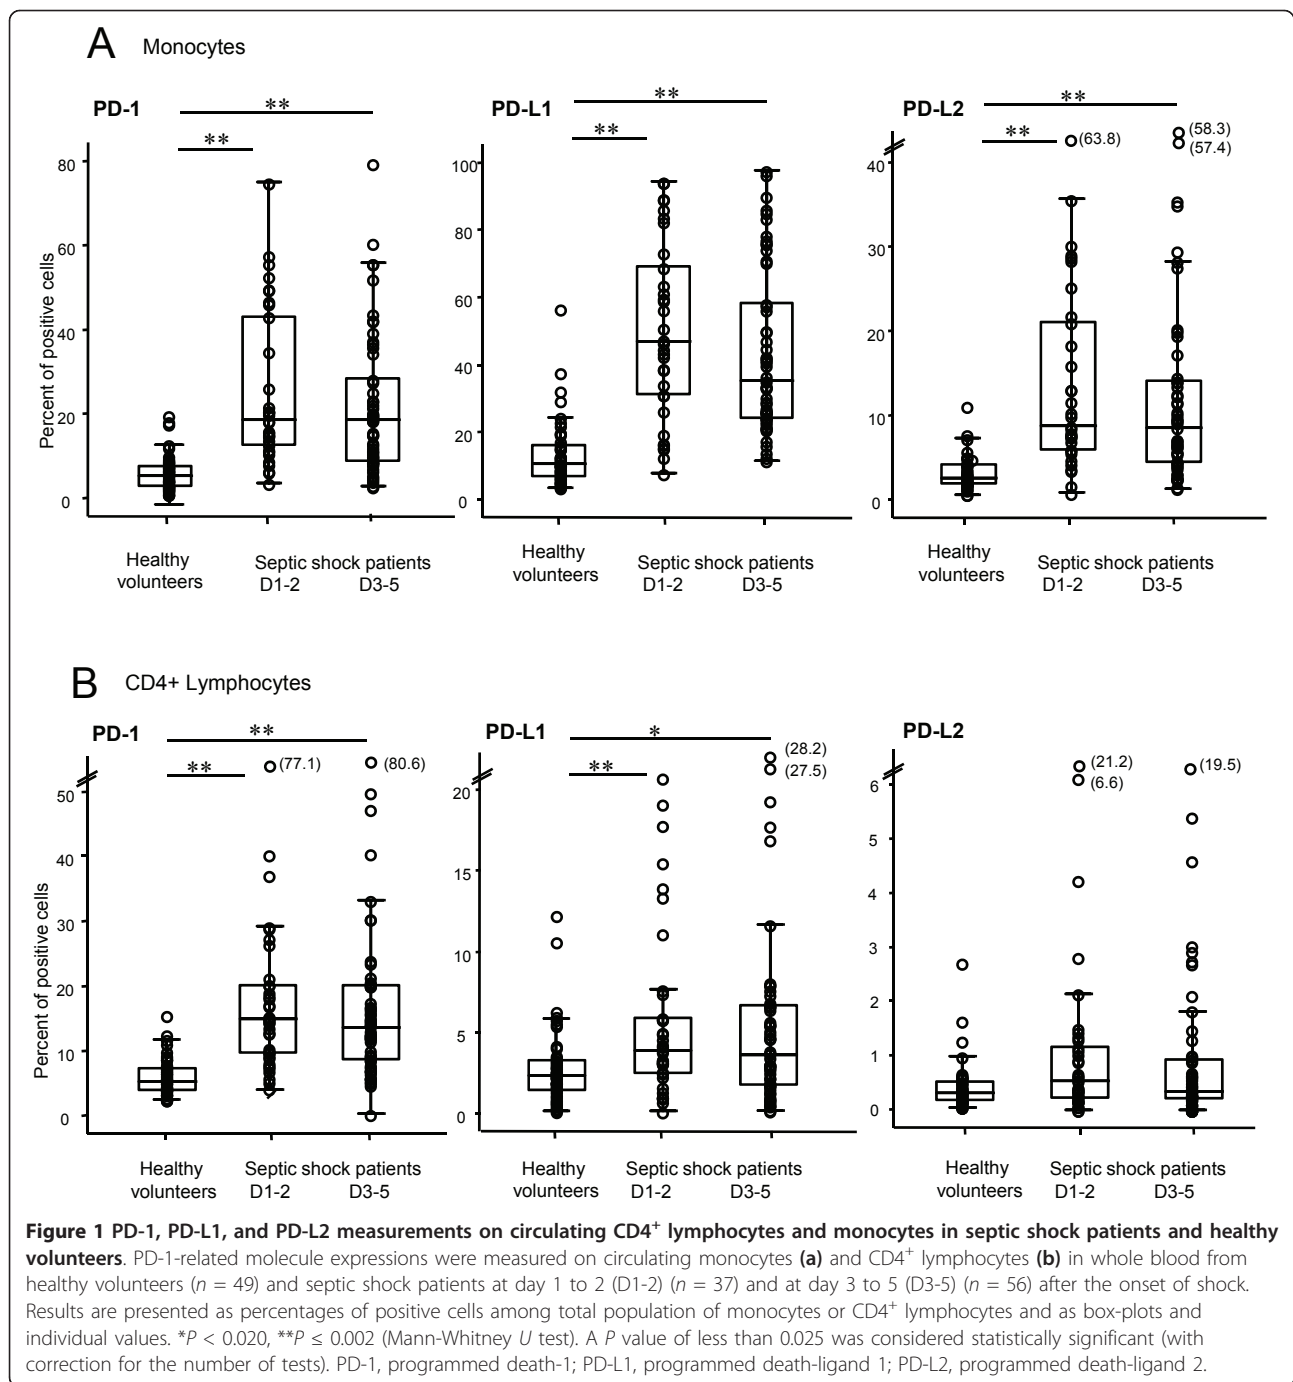 A Monocytes
PD-1
**
**
80
60
40
20
0
Percent of positive cells
Healthy volunteers
Septic shock patients
D1-2 D3-5
PD-L1
**
**
100
80
60
40
20
0
Healthy volunteers
Septic shock patients
D1-2 D3-5
PD-L2
**
**
(63.8)
(58.3)
(57.4)
40
30
20
10
0
Healthy volunteers
Septic shock patients
D1-2 D3-5
B CD4+ Lymphocytes
PD-1
**
**
(77.1)
(80.6)
50
40
30
20
10
0
Percent of positive cells
Healthy volunteers
Septic shock patients
D1-2 D3-5
PD-L1
*
**
(28.2)
(27.5)
20
15
10
5
0
Healthy volunteers
Septic shock patients
D1-2 D3-5
PD-L2
(21.2)
(6.6)
(19.5)
6
5
4
3
2
1
0
Healthy volunteers
Septic shock patients
D1-2 D3-5
Figure 1 PD-1, PD-L1, and PD-L2 measurements on circulating CD4⁺ lymphocytes and monocytes in septic shock patients and healthy
volunteers. PD-1-related molecule expressions were measured on circulating monocytes (a) and CD4⁺ lymphocytes (b) in whole blood from
healthy volunteers (n = 49) and septic shock patients at day 1 to 2 (D1-2) (n = 37) and at day 3 to 5 (D3-5) (n = 56) after the onset of shock.
Results are presented as percentages of positive cells among total population of monocytes or CD4⁺ lymphocytes and as box-plots and
individual values. *P < 0.020, **P ≤ 0.002 (Mann-Whitney U test). A P value of less than 0.025 was considered statistically significant (with
correction for the number of tests). PD-1, programmed death-1; PD-L1, programmed death-ligand 1; PD-L2, programmed death-ligand 2.